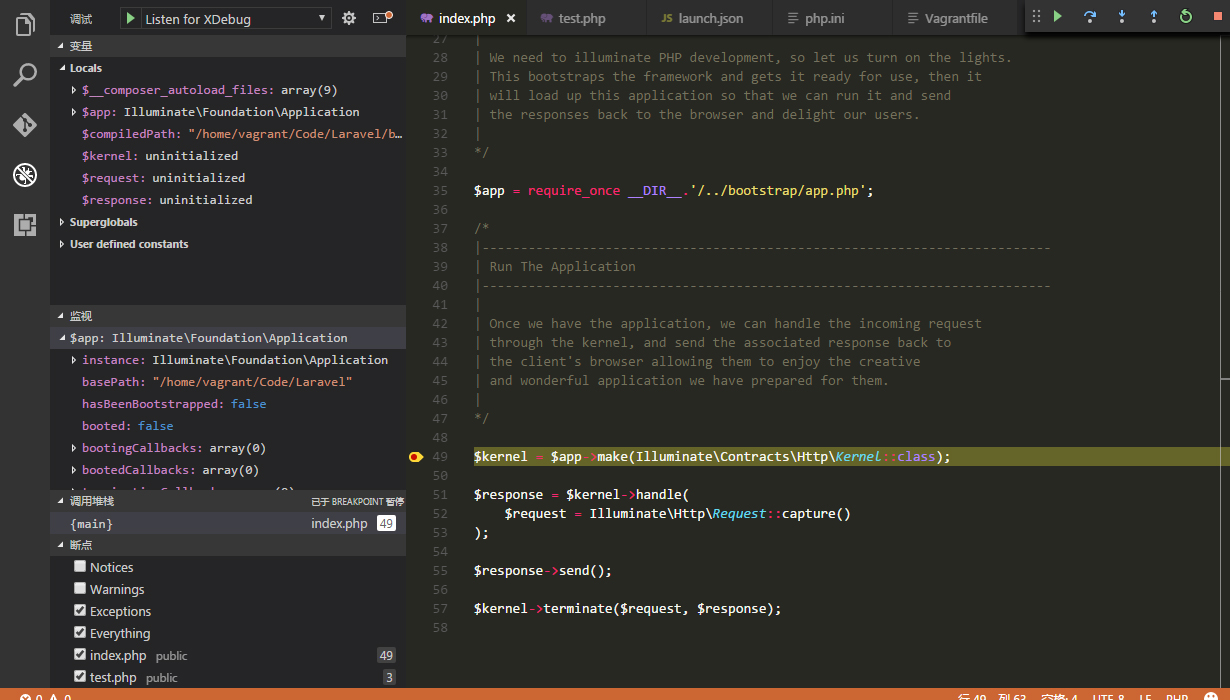 调试 Listen for XDebug
变量
Locals
$__composer_autoload_files: array(9)
$app: Illuminate\Foundation\Application
$compiledPath: "/home/vagrant/Code/Laravel/b…
$kernel: uninitialized
$request: uninitialized
$response: uninitialized
Superglobals
User defined constants
监视
$app: Illuminate\Foundation\Application
instance: Illuminate\Foundation\Application
basePath: "/home/vagrant/Code/Laravel"
hasBeenBootstrapped: false
booted: false
bootingCallbacks: array(0)
bootedCallbacks: array(0)
调用堆栈 已于 BREAKPOINT 暂停
{main} index.php 49
断点
Notices
Warnings
Exceptions
Everything
index.php public 49
test.php public 3
index.php × test.php JS launch.json php.ini Vagrantfile
27 |
28 | We need to illuminate PHP development, so let us turn on the lights.
29 | This bootstraps the framework and gets it ready for use, then it
30 | will load up this application so that we can run it and send
31 | the responses back to the browser and delight our users.
32 |
33 */
34
35 $app = require_once __DIR__.'/../bootstrap/app.php';
36
37 /*
38 |--------------------------------------------------------------------------
39 | Run The Application
40 |--------------------------------------------------------------------------
41 |
42 | Once we have the application, we can handle the incoming request
43 | through the kernel, and send the associated response back to
44 | the client's browser allowing them to enjoy the creative
45 | and wonderful application we have prepared for them.
46 |
47 */
48
49 $kernel = $app->make(Illuminate\Contracts\Http\Kernel::class);
50
51 $response = $kernel->handle(
52 $request = Illuminate\Http\Request::capture()
53 );
54
55 $response->send();
56
57 $kernel->terminate($request, $response);
58
0 0 行 49，列 63 空格: 4 UTF-8 LF PHP